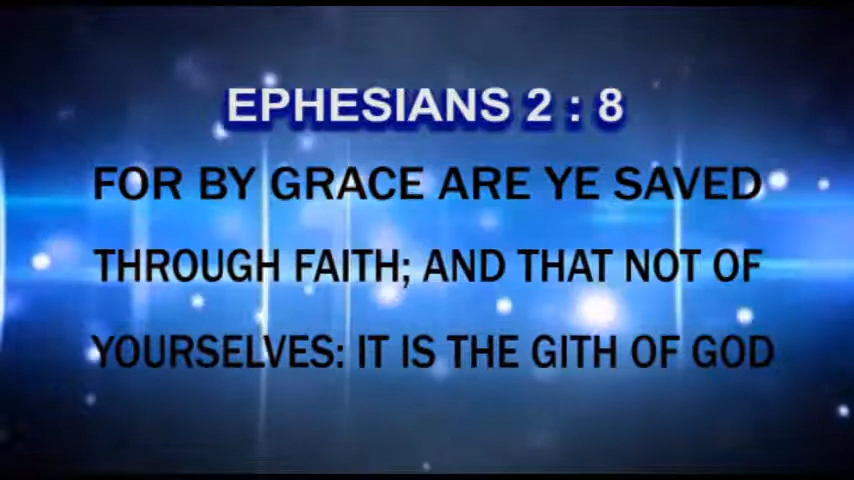 EPHESIANS 2 : 8
FOR BY GRACE ARE YE SAVED
THROUGH FAITH; AND THAT NOT OF
YOURSELVES: IT IS THE GITH OF GOD